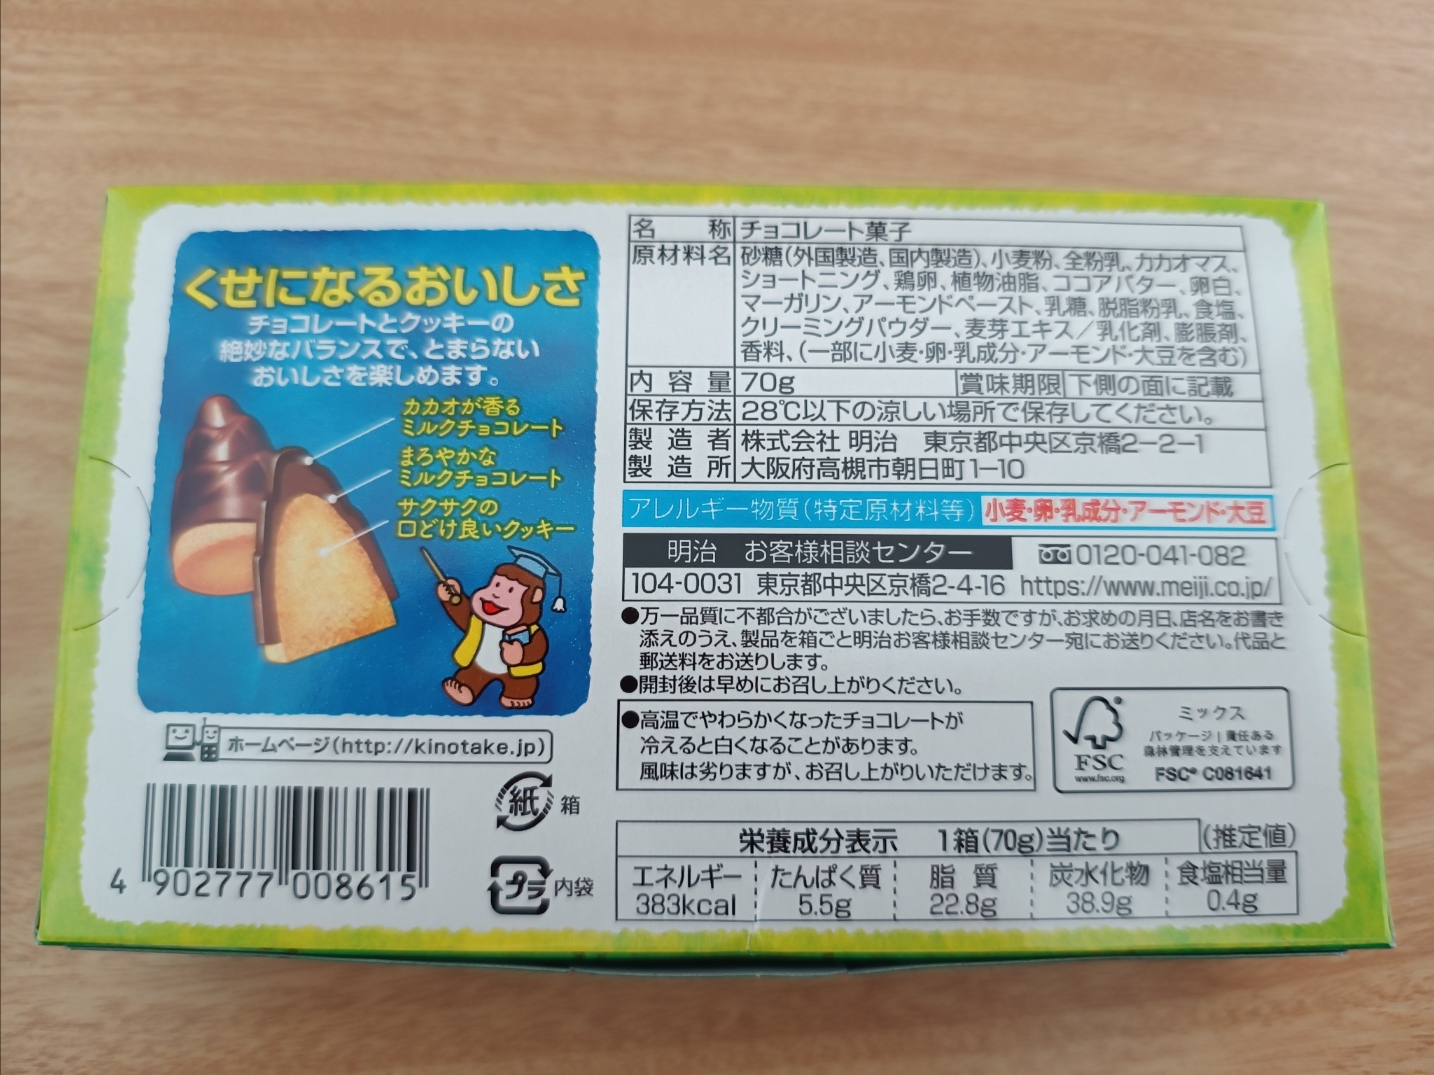 くせになるおいしさ
チョコレートとクッキーの
絶妙なバランスで、とまらない
おいしさを楽しめます。
カカオが香る
ミルクチョコレート
まろやかな
ミルクチョコレート
サクサクの
口どけ良いクッキー
ホームページ(http://kinotake.jp)
4 902777 008615
紙 箱
プラ 内袋
名称 チョコレート菓子
原材料名 砂糖(外国製造、国内製造)、小麦粉、全粉乳、カカオマス、
ショートニング、鶏卵、植物油脂、ココアバター、卵白、
マーガリン、アーモンドペースト、乳糖、脱脂粉乳、食塩、
クリーミングパウダー、麦芽エキス／乳化剤、膨脹剤、
香料、(一部に小麦・卵・乳成分・アーモンド・大豆を含む)
内容量 70g 賞味期限 下側の面に記載
保存方法 28℃以下の涼しい場所で保存してください。
製造者 株式会社 明治 東京都中央区京橋2-2-1
製造所 大阪府高槻市朝日町1-10
アレルギー物質(特定原材料等) 小麦・卵・乳成分・アーモンド・大豆
明治 お客様相談センター 0120-041-082
104-0031 東京都中央区京橋2-4-16 https://www.meiji.co.jp/
●万一品質に不都合がございましたら、お手数ですが、お求めの月日、店名をお書き
添えのうえ、製品を箱ごと明治お客様相談センター宛にお送りください。代品と
郵送料をお送りします。
●開封後は早めにお召し上がりください。
●高温でやわらかくなったチョコレートが
冷えると白くなることがあります。
風味は劣りますが、お召し上がりいただけます。
FSC
www.fsc.org
ミックス
パッケージ｜責任ある
森林管理を支えています
FSC® C081641
栄養成分表示 1箱(70g)当たり (推定値)
エネルギー たんぱく質 脂質 炭水化物 食塩相当量
383kcal 5.5g 22.8g 38.9g 0.4g